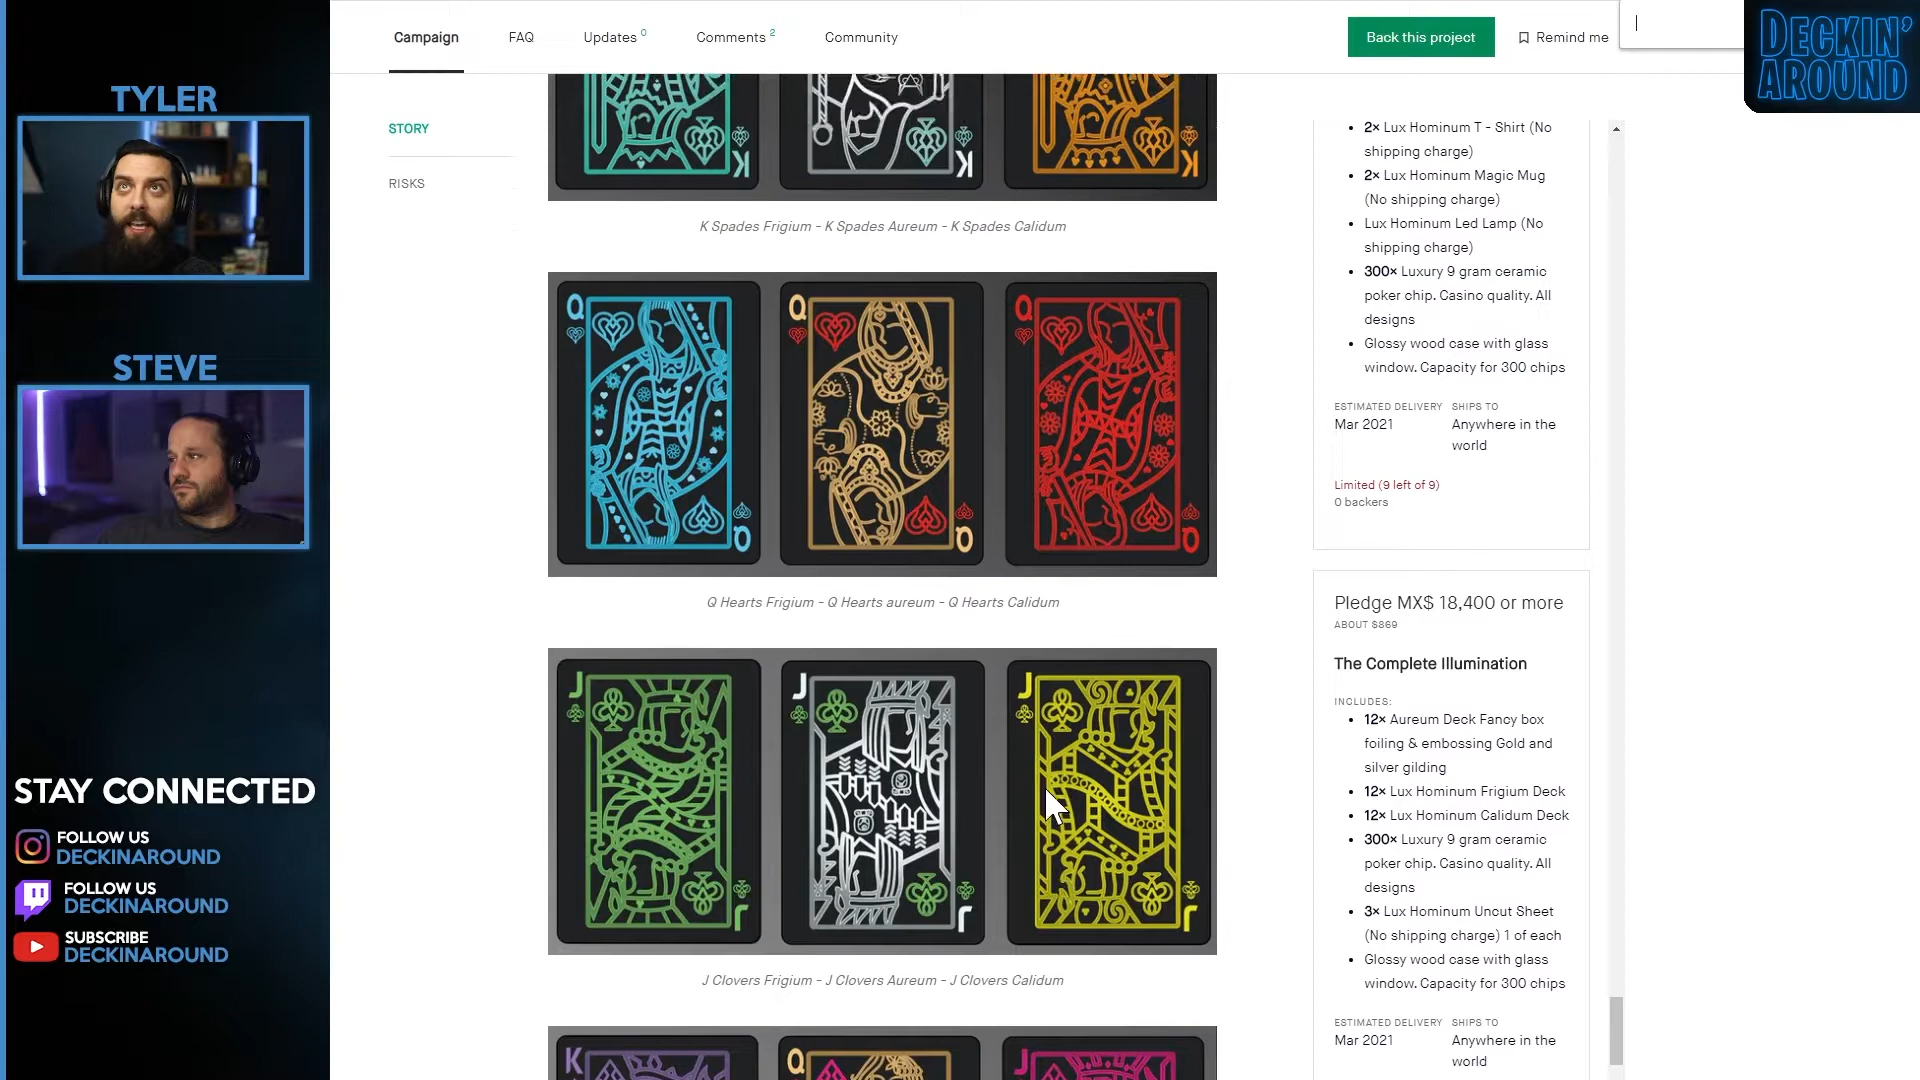 TYLER
STEVE
STAY CONNECTED
FOLLOW US
DECKINAROUND
FOLLOW US
DECKINAROUND
SUBSCRIBE
DECKINAROUND
Campaign
FAQ
Updates 0
Comments 2
Community
Back this project
Remind me
DECKIN'
AROUND
STORY
RISKS
K
K
K
K Spades Frigium - K Spades Aureum - K Spades Calidum
Q
Q
Q
Q
Q
Q
Q Hearts Frigium - Q Hearts aureum - Q Hearts Calidum
J
J
J
J
J
J
J Clovers Frigium - J Clovers Aureum - J Clovers Calidum
K
Q
J
2× Lux Hominum T - Shirt (No
shipping charge)
2× Lux Hominum Magic Mug
(No shipping charge)
Lux Hominum Led Lamp (No
shipping charge)
300× Luxury 9 gram ceramic
poker chip. Casino quality. All
designs
Glossy wood case with glass
window. Capacity for 300 chips
ESTIMATED DELIVERY
Mar 2021
SHIPS TO
Anywhere in the
world
Limited (9 left of 9)
0 backers
Pledge MX$ 18,400 or more
ABOUT $869
The Complete Illumination
INCLUDES:
12× Aureum Deck Fancy box
foiling & embossing Gold and
silver gilding
12× Lux Hominum Frigium Deck
12× Lux Hominum Calidum Deck
300× Luxury 9 gram ceramic
poker chip. Casino quality. All
designs
3× Lux Hominum Uncut Sheet
(No shipping charge) 1 of each
Glossy wood case with glass
window. Capacity for 300 chips
ESTIMATED DELIVERY
Mar 2021
SHIPS TO
Anywhere in the
world